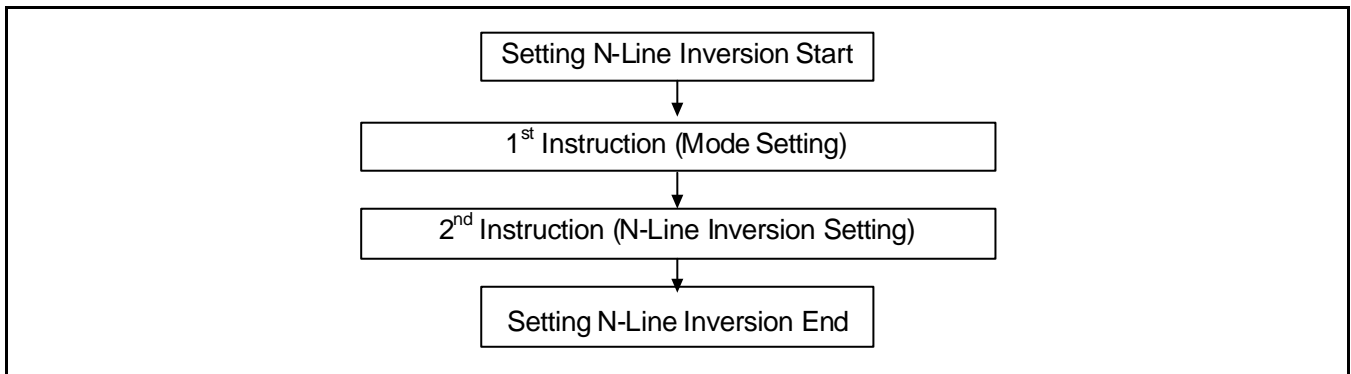 Setting N-Line Inversion Start
1st Instruction (Mode Setting)
2nd Instruction (N-Line Inversion Setting)
Setting N-Line Inversion End